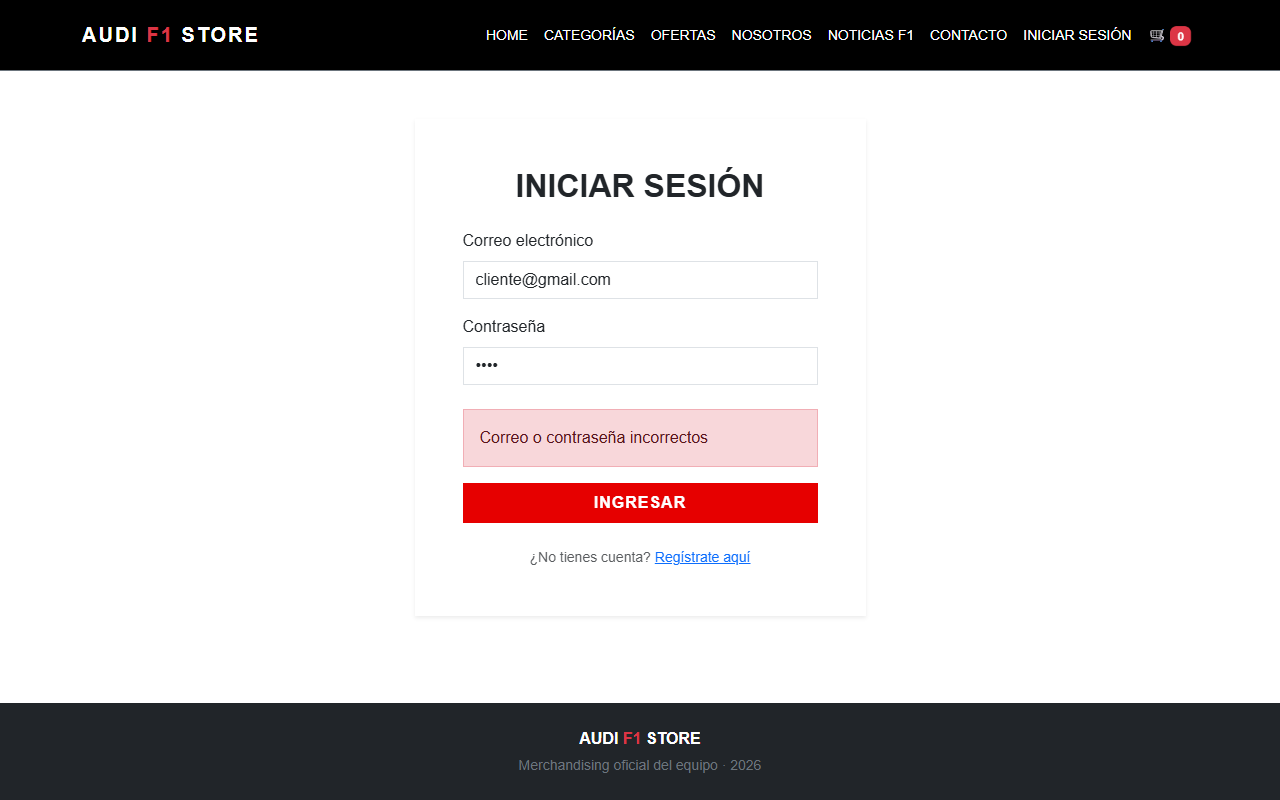 AUDI F1 STORE
HOME CATEGORÍAS OFERTAS NOSOTROS NOTICIAS F1 CONTACTO INICIAR SESIÓN 🛒 0
INICIAR SESIÓN
Correo electrónico
cliente@gmail.com
Contraseña
••••
Correo o contraseña incorrectos
INGRESAR
¿No tienes cuenta? Regístrate aquí
AUDI F1 STORE
Merchandising oficial del equipo · 2026